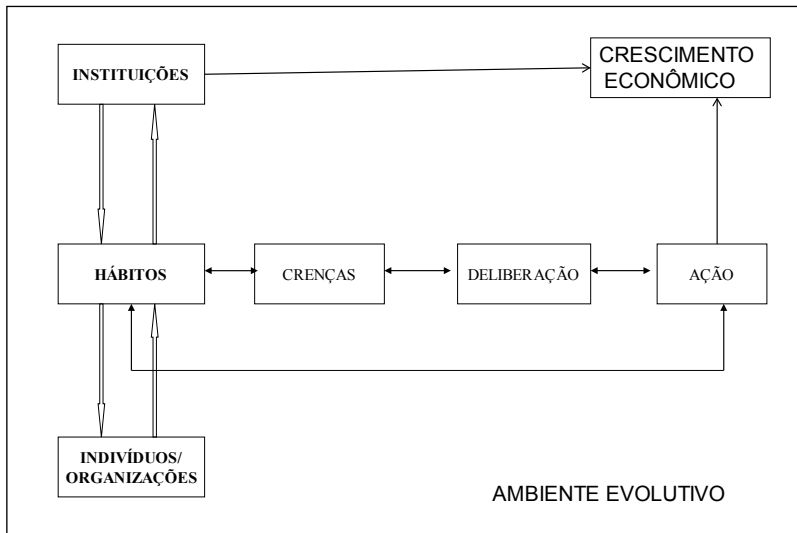 INSTITUIÇÕES
CRESCIMENTO
ECONÔMICO
HÁBITOS
CRENÇAS
DELIBERAÇÃO
AÇÃO
INDIVÍDUOS/
ORGANIZAÇÕES
AMBIENTE EVOLUTIVO